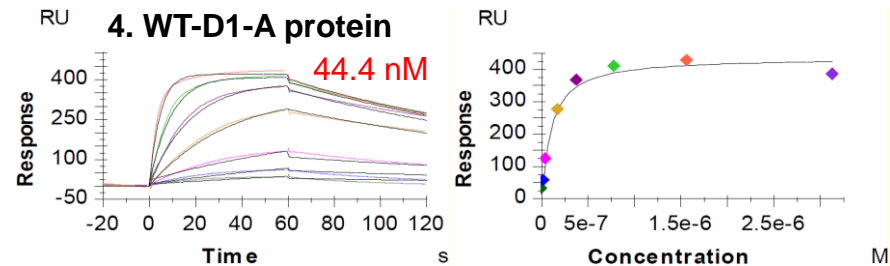 RU
4. WT-D1-A protein
44.4 nM
Response
400
250
100
-50
-20 0 20 40 60 80 100 120
Time
s
RU
Response
400
300
200
100
0
0 5e-7 1.5e-6 2.5e-6
Concentration
M